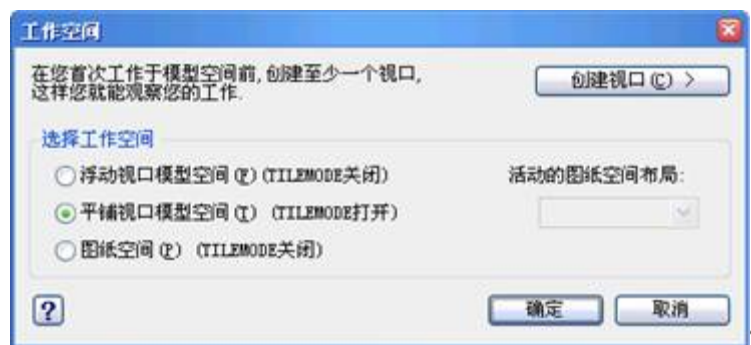 工作空间
在您首次工作于模型空间前,创建至少一个视口,
这样您就能观察您的工作.
创建视口(C) >
选择工作空间
浮动视口模型空间(F)(TILEMODE关闭)
活动的图纸空间布局:
平铺视口模型空间(T) (TILEMODE打开)
图纸空间(P) (TILEMODE关闭)
?
确定
取消